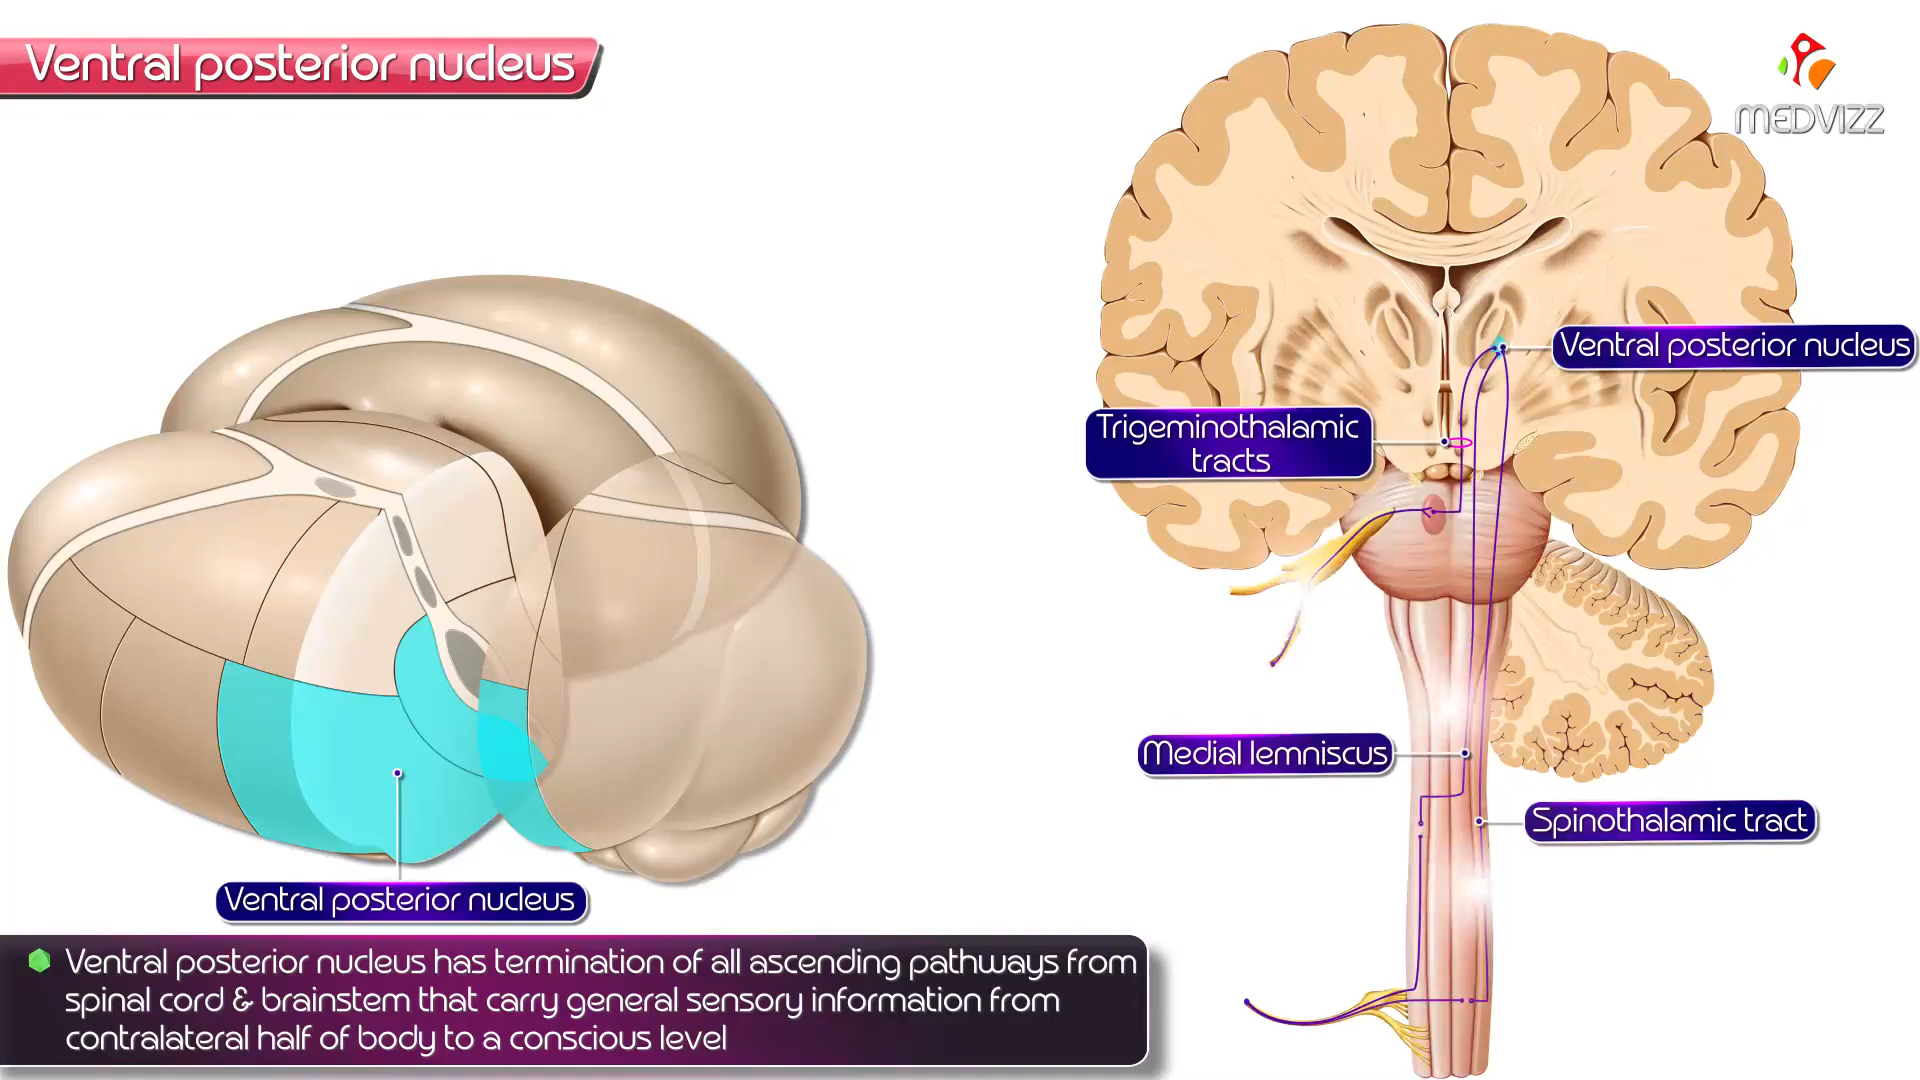 Ventral posterior nucleus
MEDVIZZ
Ventral posterior nucleus
Trigeminothalamic
tracts
Medial lemniscus
Spinothalamic tract
Ventral posterior nucleus
Ventral posterior nucleus has termination of all ascending pathways from
spinal cord & brainstem that carry general sensory information from
contralateral half of body to a conscious level